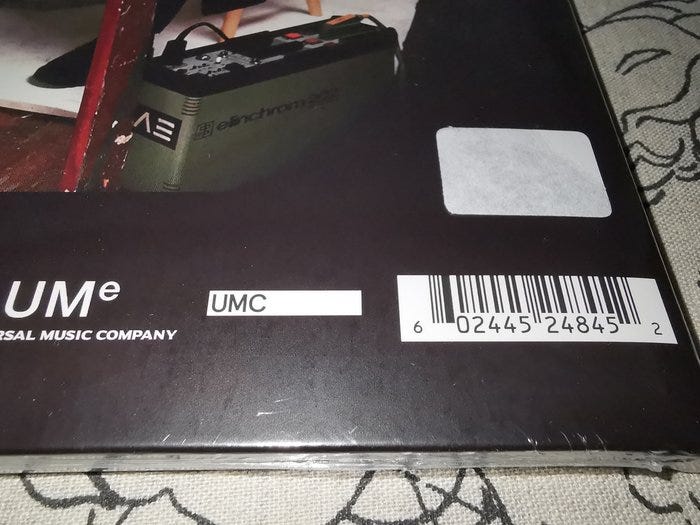 elinchrom
UMe
RSAL MUSIC COMPANY
UMC
6 02445 24845 2